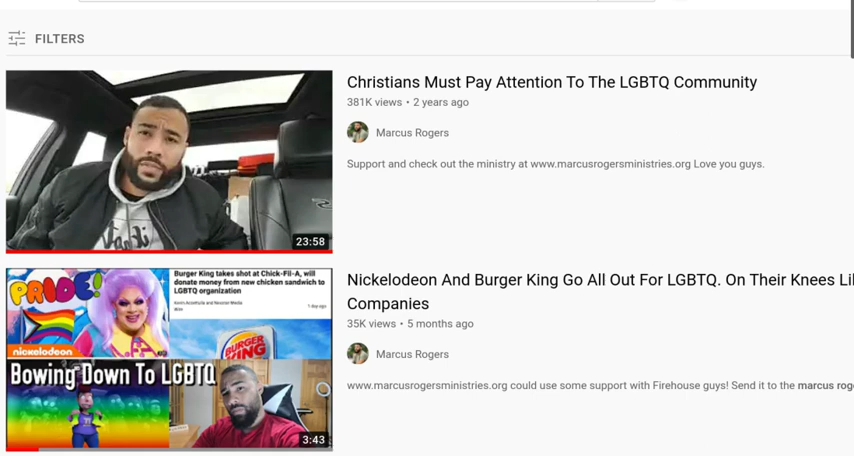 FILTERS
Christians Must Pay Attention To The LGBTQ Community
381K views • 2 years ago
Marcus Rogers
Support and check out the ministry at www.marcusrogersministries.org Love you guys.
23:58
PRIDE!
nickelodeon
Burger King takes shot at Chick-Fil-A, will
donate money from new chicken sandwich to
LGBTQ organization
1 day ago
BURGER
KING
Bowing Down To LGBTQ
3:43
Nickelodeon And Burger King Go All Out For LGBTQ. On Their Knees
Companies
35K views • 5 months ago
Marcus Rogers
www.marcusrogersministries.org could use some support with Firehouse guys! Send it to the marcus